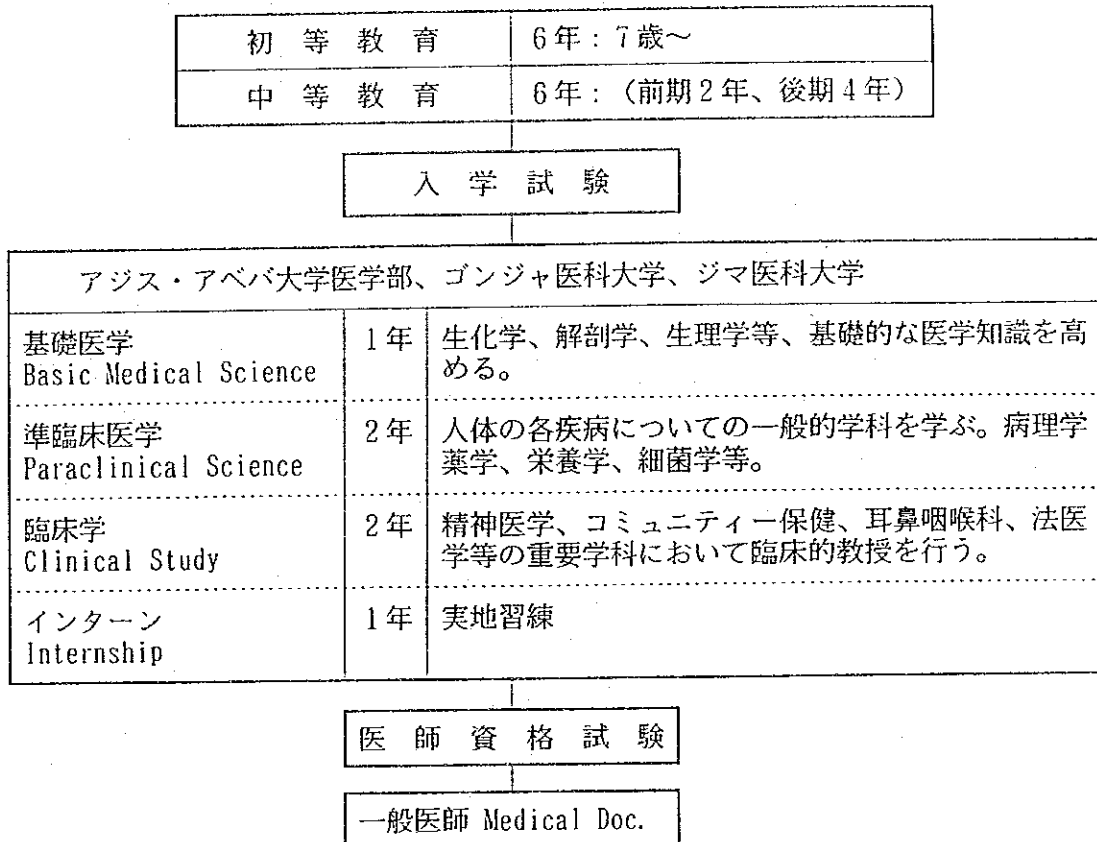 初等教育 6年：7歳～
中等教育 6年：（前期2年、後期4年）
入学試験
アジス・アベバ大学医学部、ゴンジャ医科大学、ジマ医科大学
基礎医学 1年 生化学、解剖学、生理学等、基礎的な医学知識を高
Basic Medical Science める。
準臨床医学 2年 人体の各疾病についての一般的学科を学ぶ。病理学
Paraclinical Science 薬学、栄養学、細菌学等。
臨床学 2年 精神医学、コミュニティー保健、耳鼻咽喉科、法医
Clinical Study 学等の重要学科において臨床的教授を行う。
インターン 1年 実地習練
Internship
医師資格試験
一般医師 Medical Doc.